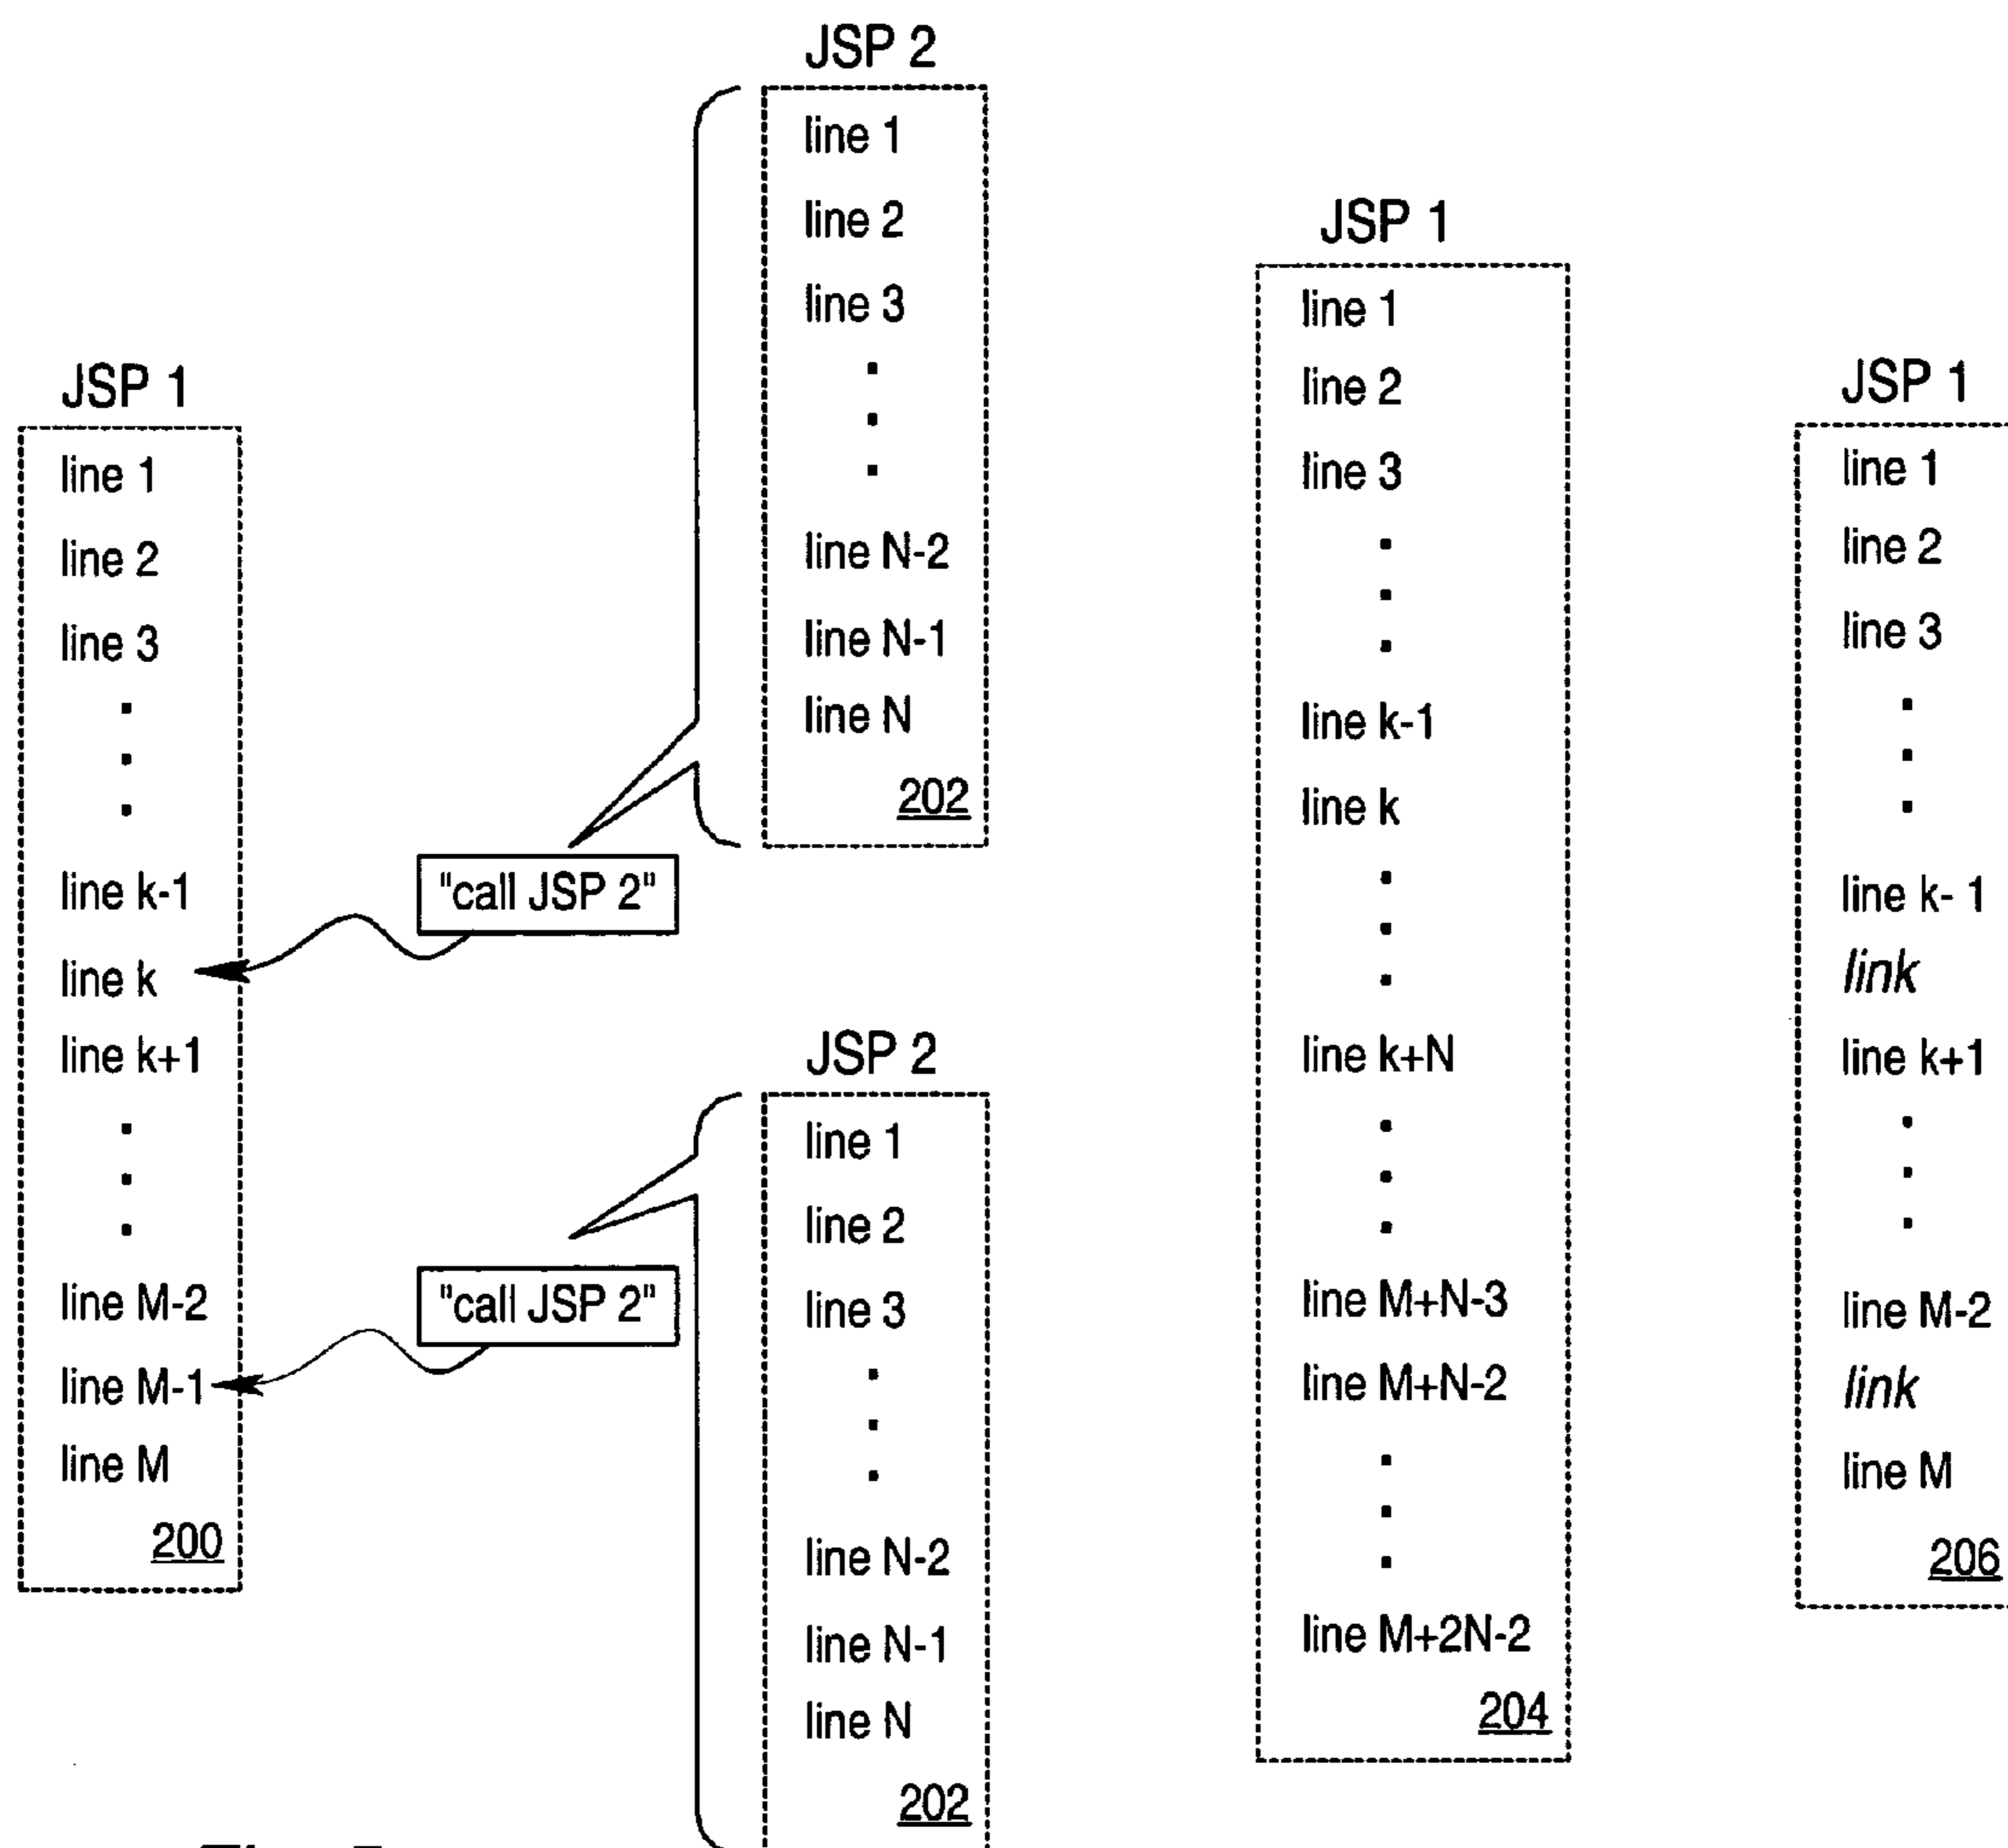 JSP 1
line 1
line 2
line 3
line k-1
line k
line k+1
line M-2
line M-1
line M
200
"call JSP 2"
"call JSP 2"
JSP 2
line 1
line 2
line 3
line N-2
line N-1
line N
202
JSP 2
line 1
line 2
line 3
line N-2
line N-1
line N
202
JSP 1
line 1
line 2
line 3
line k-1
line k
line k+N
line M+N-3
line M+N-2
line M+2N-2
204
JSP 1
line 1
line 2
line 3
line k- 1
link
line k+1
line M-2
link
line M
206